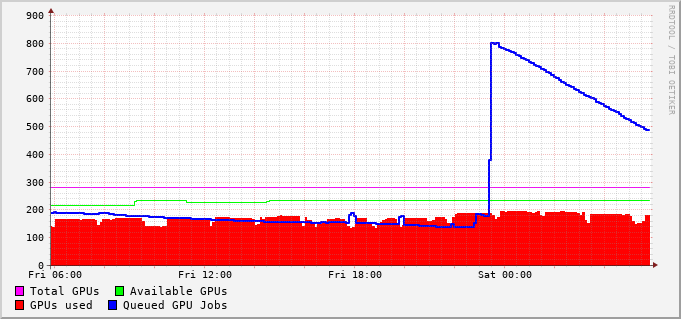 900
800
700
600
500
400
300
200
100
0
Fri 06:00 Fri 12:00 Fri 18:00 Sat 00:00
Total GPUs Available GPUs
GPUs used Queued GPU Jobs
RRDTOOL / TOBI OETIKER